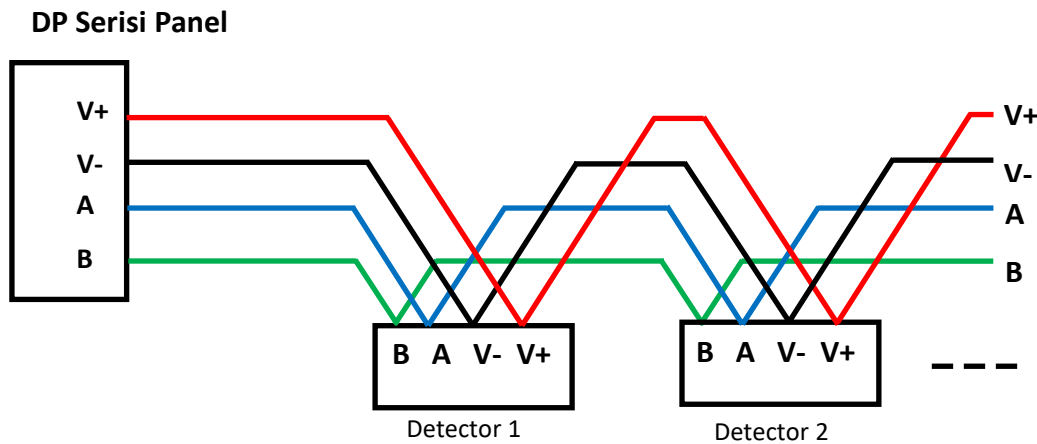 DP Serisi Panel
V+
V-
A
B
V+
V-
A
B
B A V- V+
Detector 1
B A V- V+
Detector 2